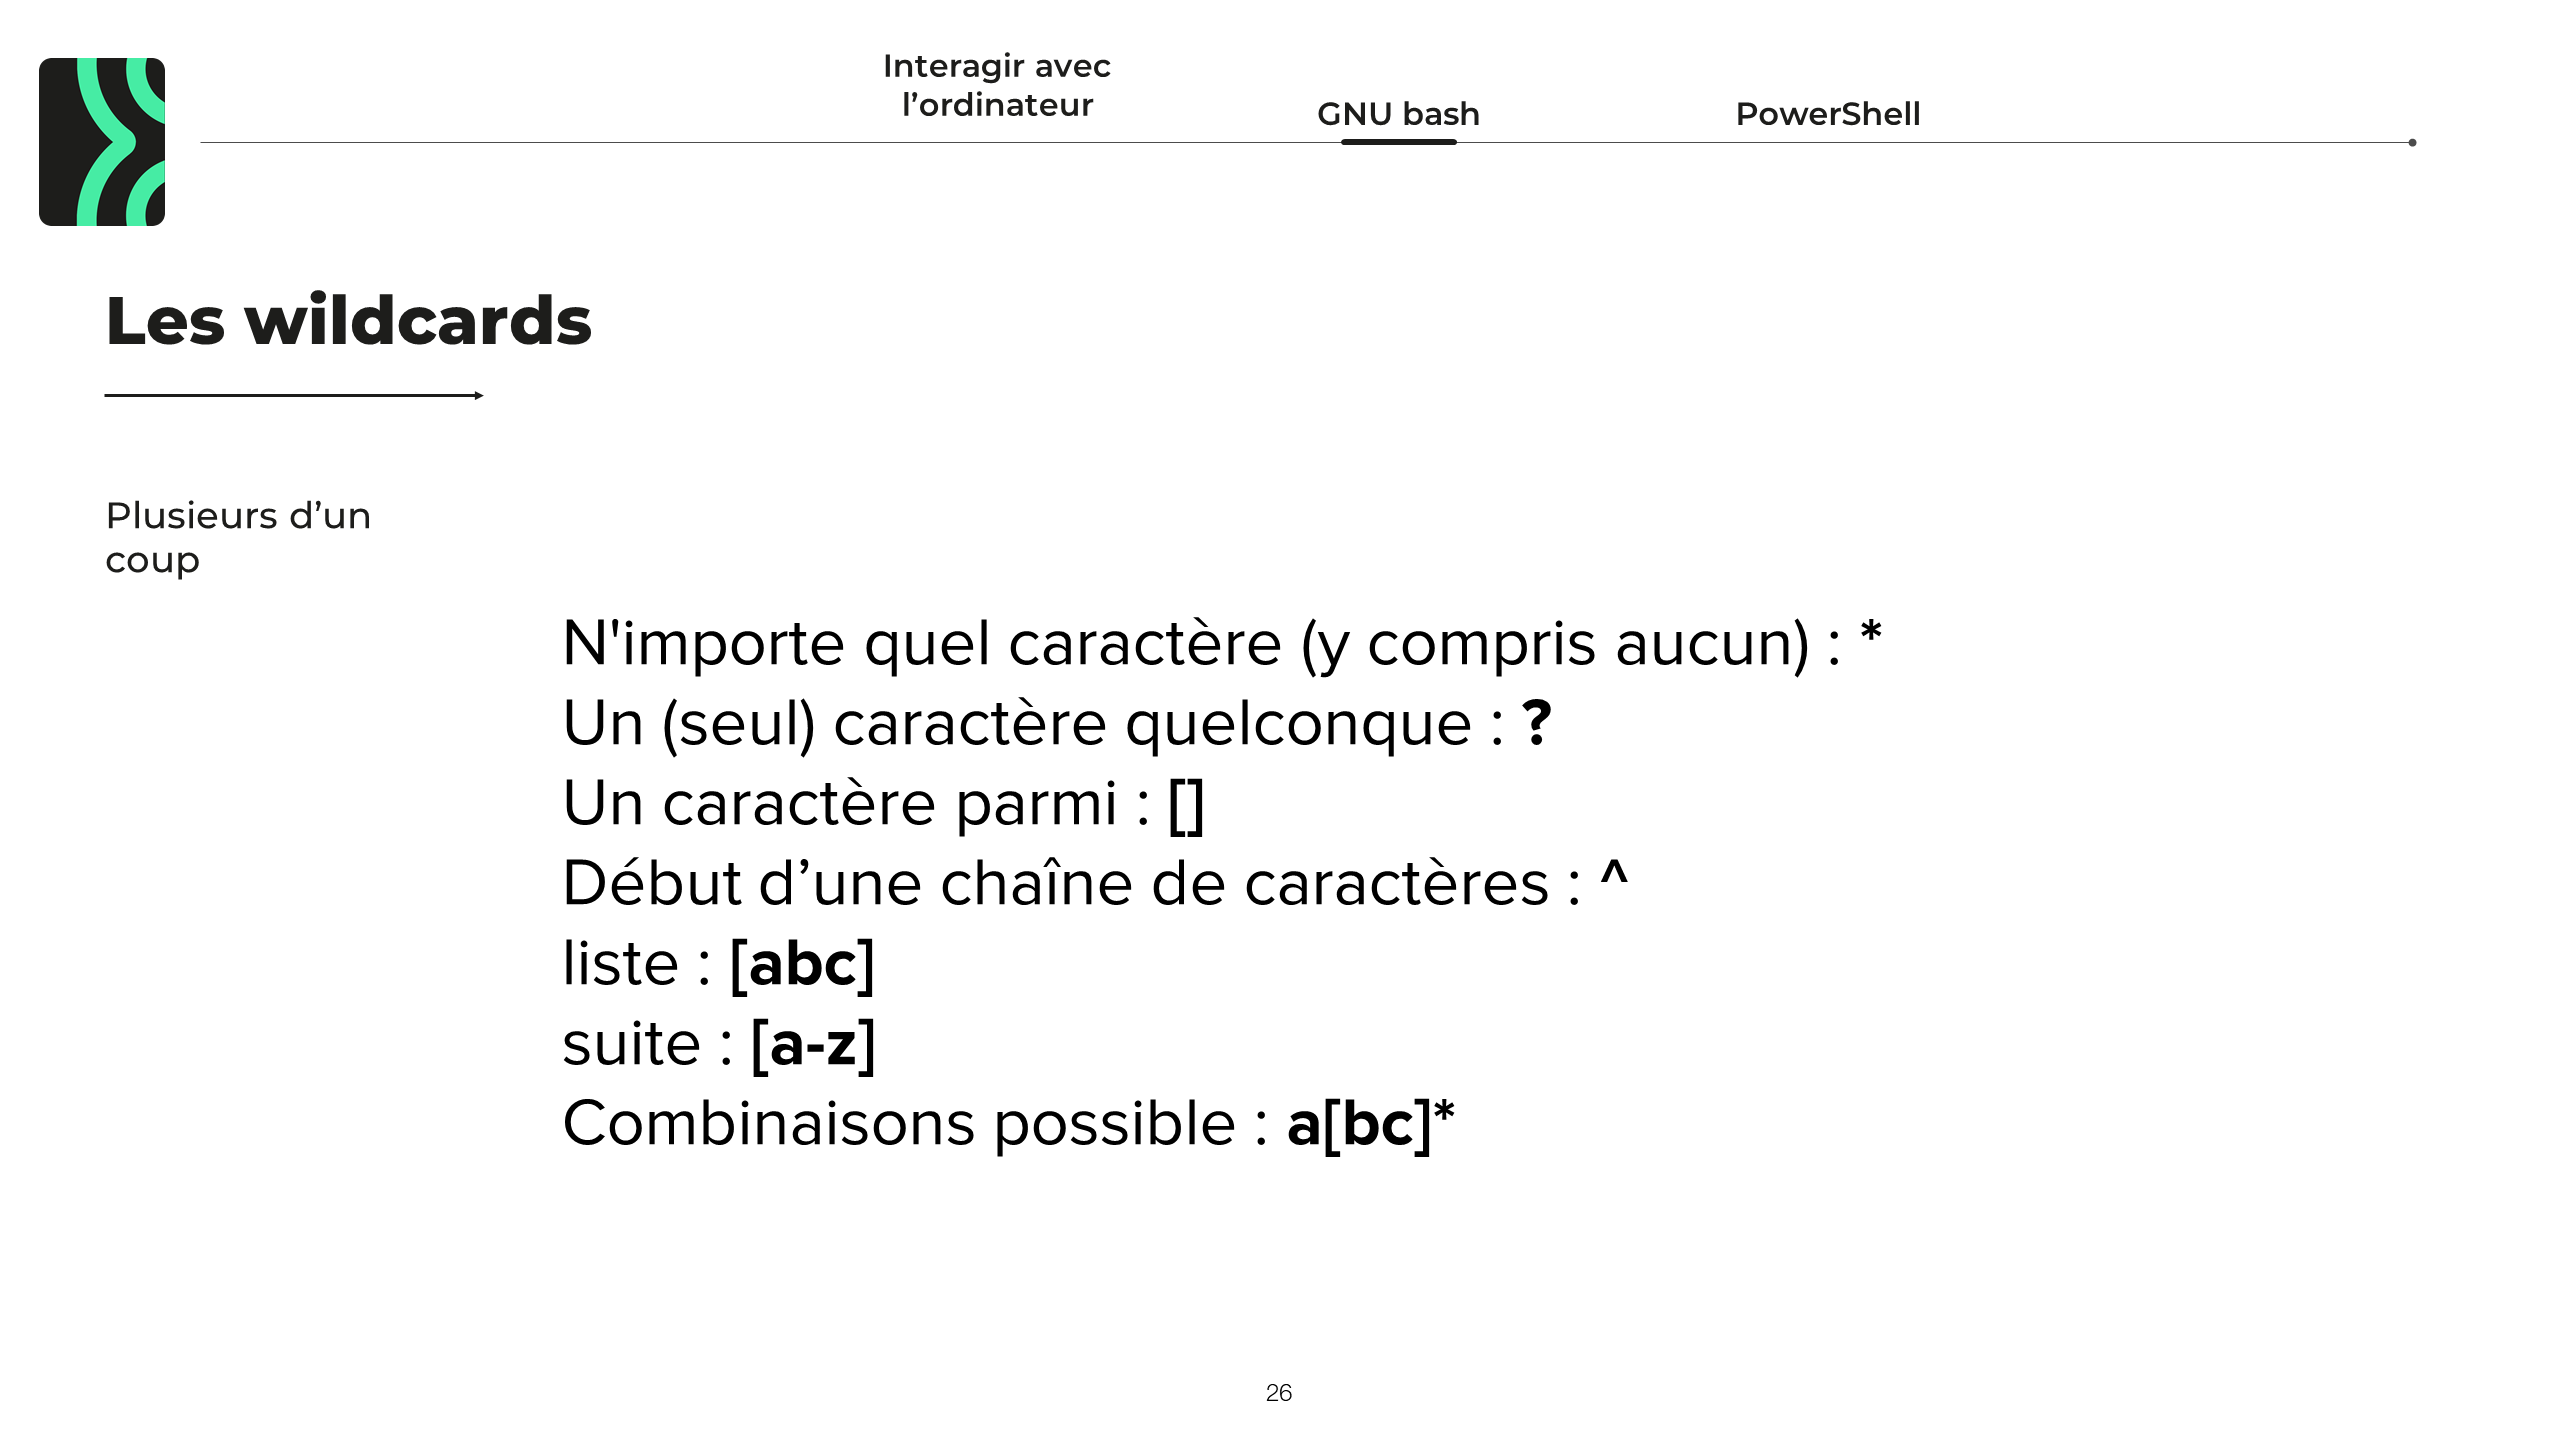 Interagir avec
l’ordinateur
GNU bash
PowerShell
Les wildcards
Plusieurs d’un
coup
N'importe quel caractère (y compris aucun) : *
Un (seul) caractère quelconque : ?
Un caractère parmi : []
Début d’une chaîne de caractères : ^
liste : [abc]
suite : [a-z]
Combinaisons possible : a[bc]*
26